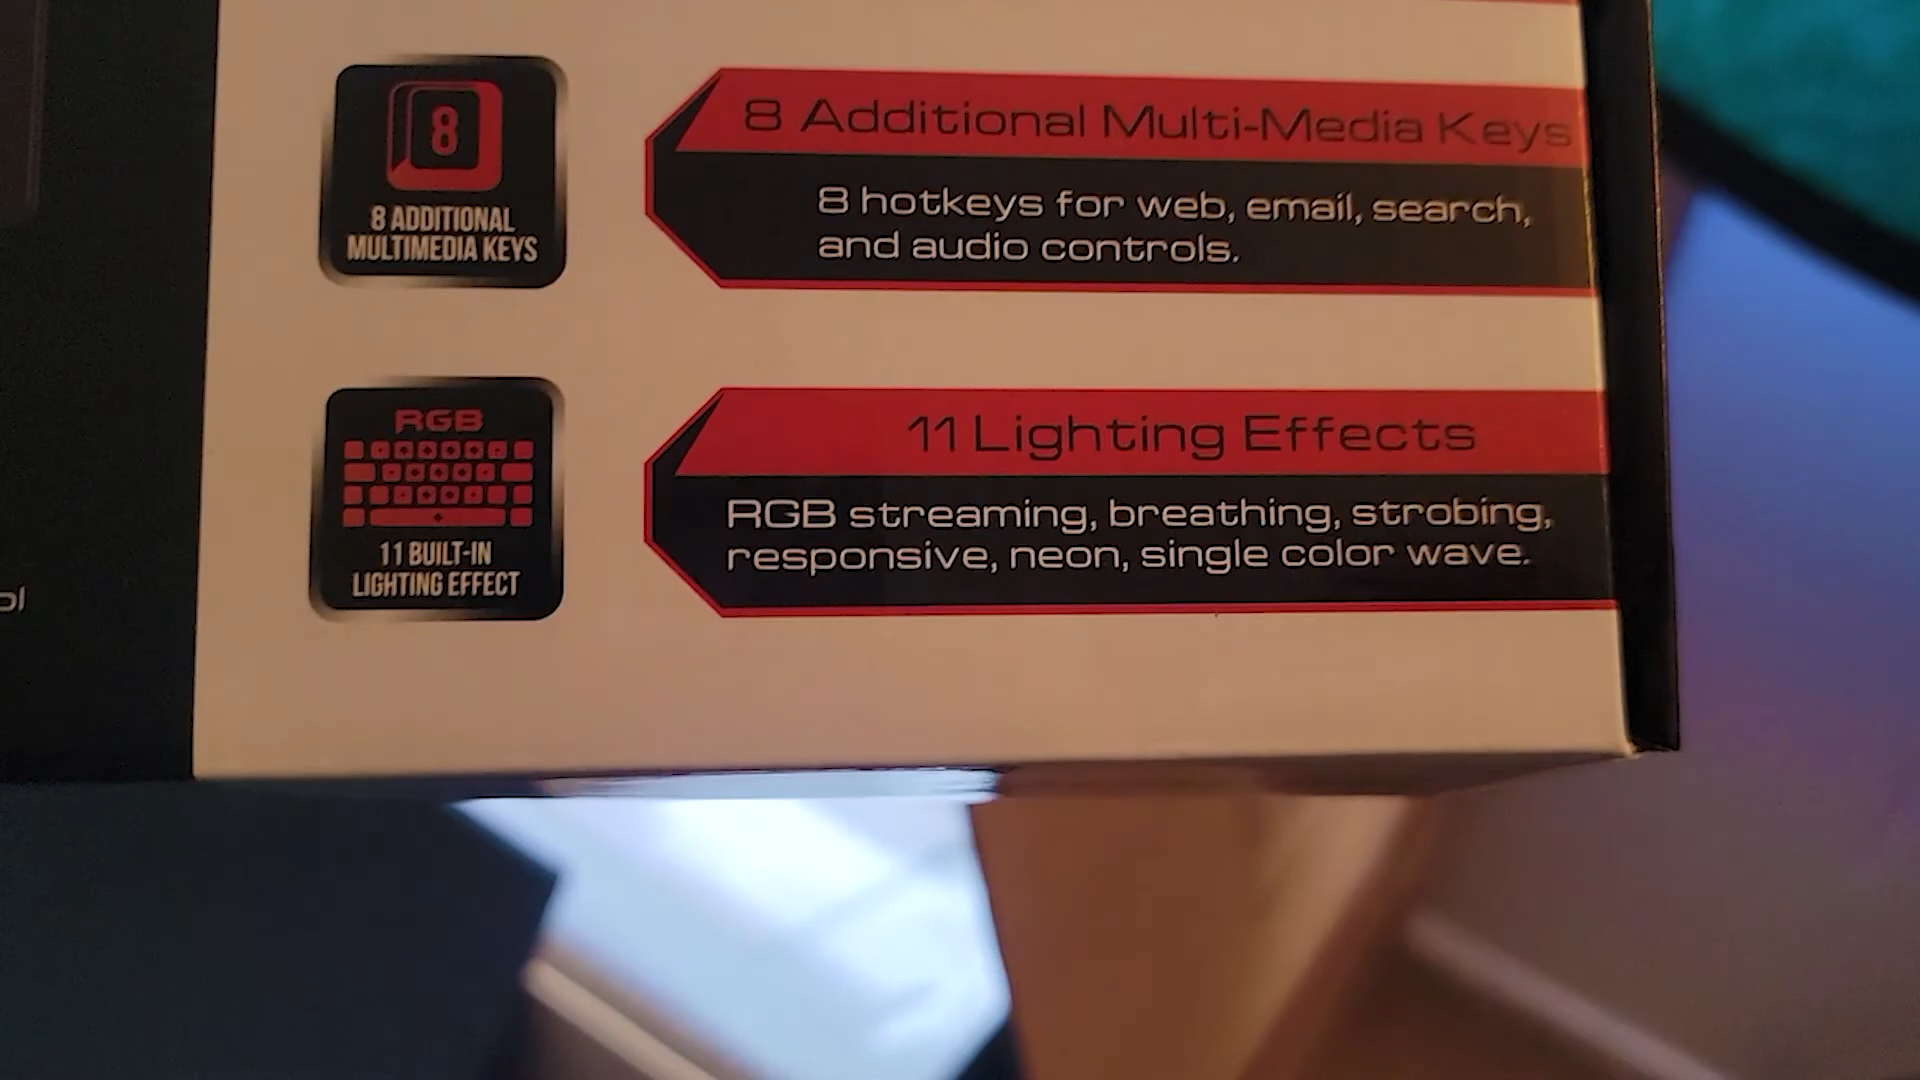 8
8 ADDITIONAL
MULTIMEDIA KEYS
8 Additional Multi-Media Keys
8 hotkeys for web, email, search,
and audio controls.
RGB
11 BUILT-IN
LIGHTING EFFECT
11 Lighting Effects
RGB streaming, breathing, strobing,
responsive, neon, single color wave.